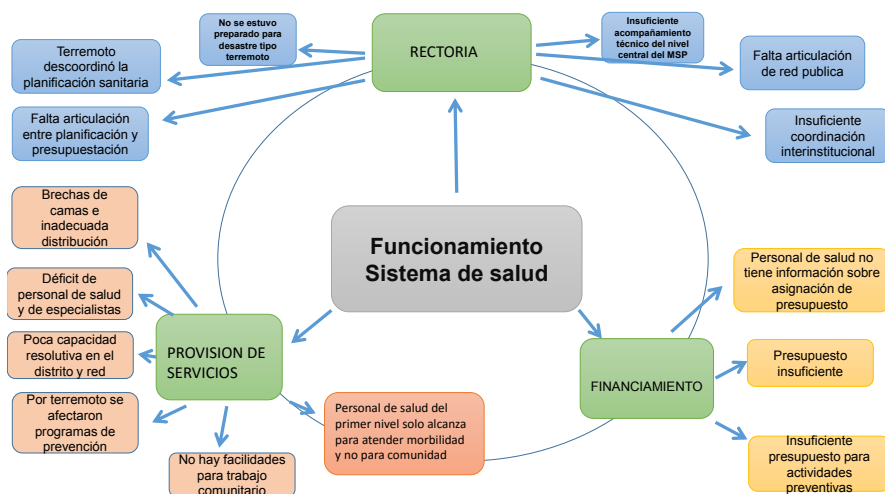 No se estuvo
preparado para
desastre tipo
terremoto
RECTORIA
Insuficiente
acompañamiento
técnico del nivel
central del MSP
Terremoto
descoordinó la
planificación sanitaria
Falta articulación
de red publica
Falta articulación
entre planificación y
presupuestación
Insuficiente
coordinación
interinstitucional
Brechas de
camas e
inadecuada
distribución
Funcionamiento
Sistema de salud
Personal de salud no
tiene información sobre
asignación de
presupuesto
Déficit de
personal de salud
y de especialistas
Poca capacidad
resolutiva en el
distrito y red
PROVISION DE
SERVICIOS
FINANCIAMIENTO
Presupuesto
insuficiente
Por terremoto se
afectaron
programas de
prevención
Personal de salud del
primer nivel solo alcanza
para atender morbilidad
y no para comunidad
No hay facilidades
para trabajo
comunitario
Insuficiente
presupuesto para
actividades
preventivas